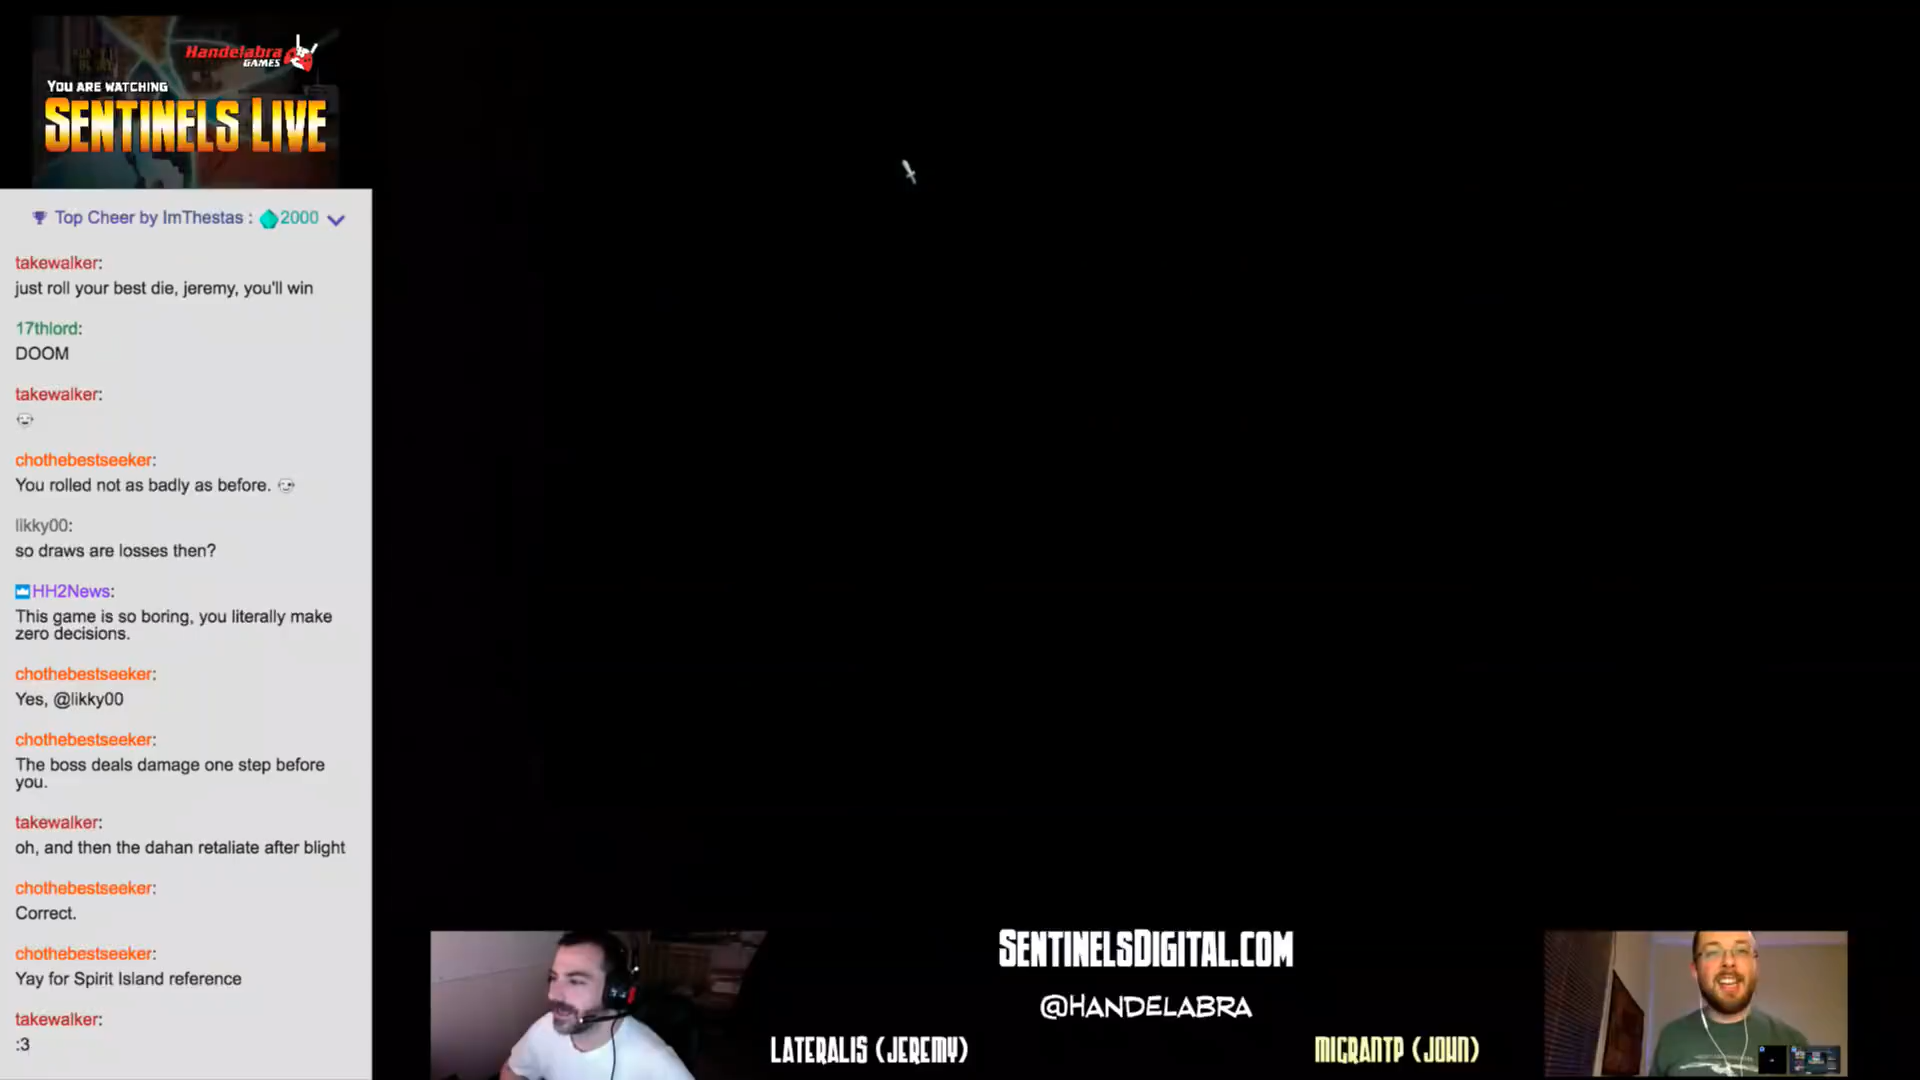 Handelabra
GAMES
YOU ARE WATCHING
SENTINELS LIVE
Top Cheer by ImThestas : 2000
takewalker:
just roll your best die, jeremy, you'll win
17thlord:
DOOM
takewalker:
chothebestseeker:
You rolled not as badly as before.
likky00:
so draws are losses then?
HH2News:
This game is so boring, you literally make
zero decisions.
chothebestseeker:
Yes, @likky00
chothebestseeker:
The boss deals damage one step before
you.
takewalker:
oh, and then the dahan retaliate after blight
chothebestseeker:
Correct.
chothebestseeker:
Yay for Spirit Island reference
takewalker:
:3
SENTINELSDIGITAL.COM
@HANDELABRA
LATERALIS (JEREMY)
MIGRANTP (JOHN)